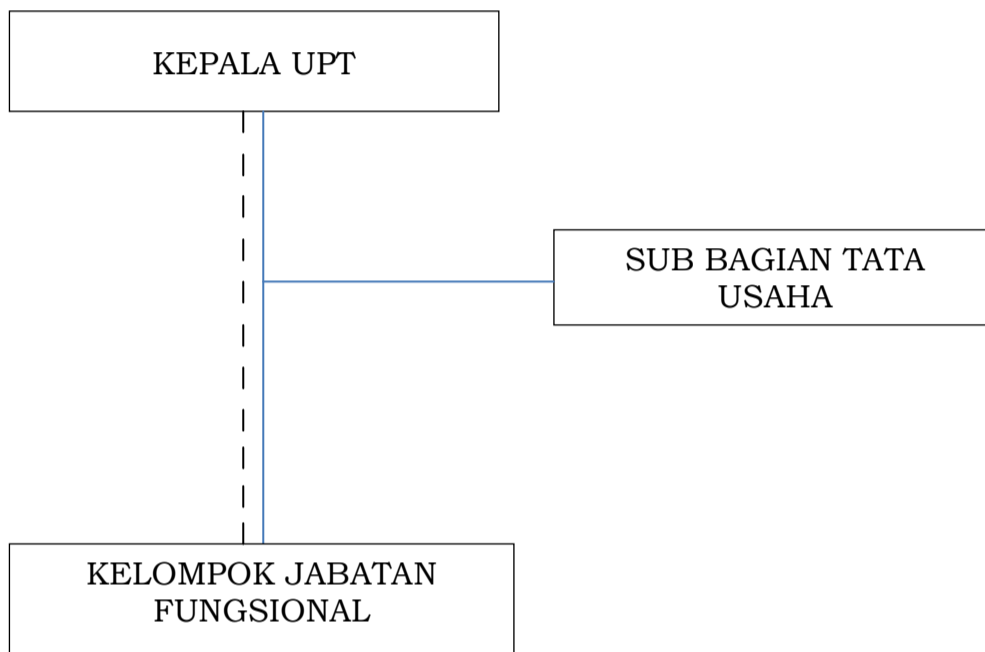 KEPALA UPT
SUB BAGIAN TATA
USAHA
KELOMPOK JABATAN
FUNGSIONAL